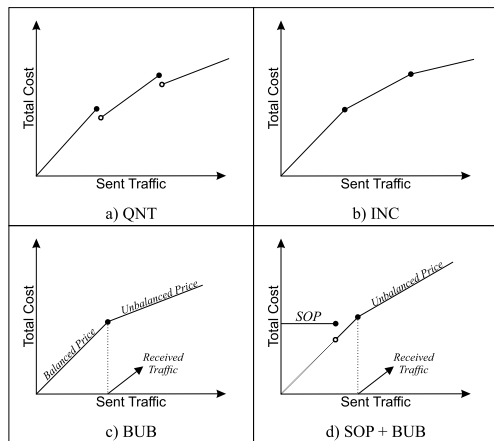 Total Cost
Sent Traffic
a) QNT
Total Cost
Sent Traffic
b) INC
Total Cost
Balanced Price
Unbalanced Price
Received
Traffic
Sent Traffic
c) BUB
Total Cost
SOP
Unbalanced Price
Received
Traffic
Sent Traffic
d) SOP + BUB